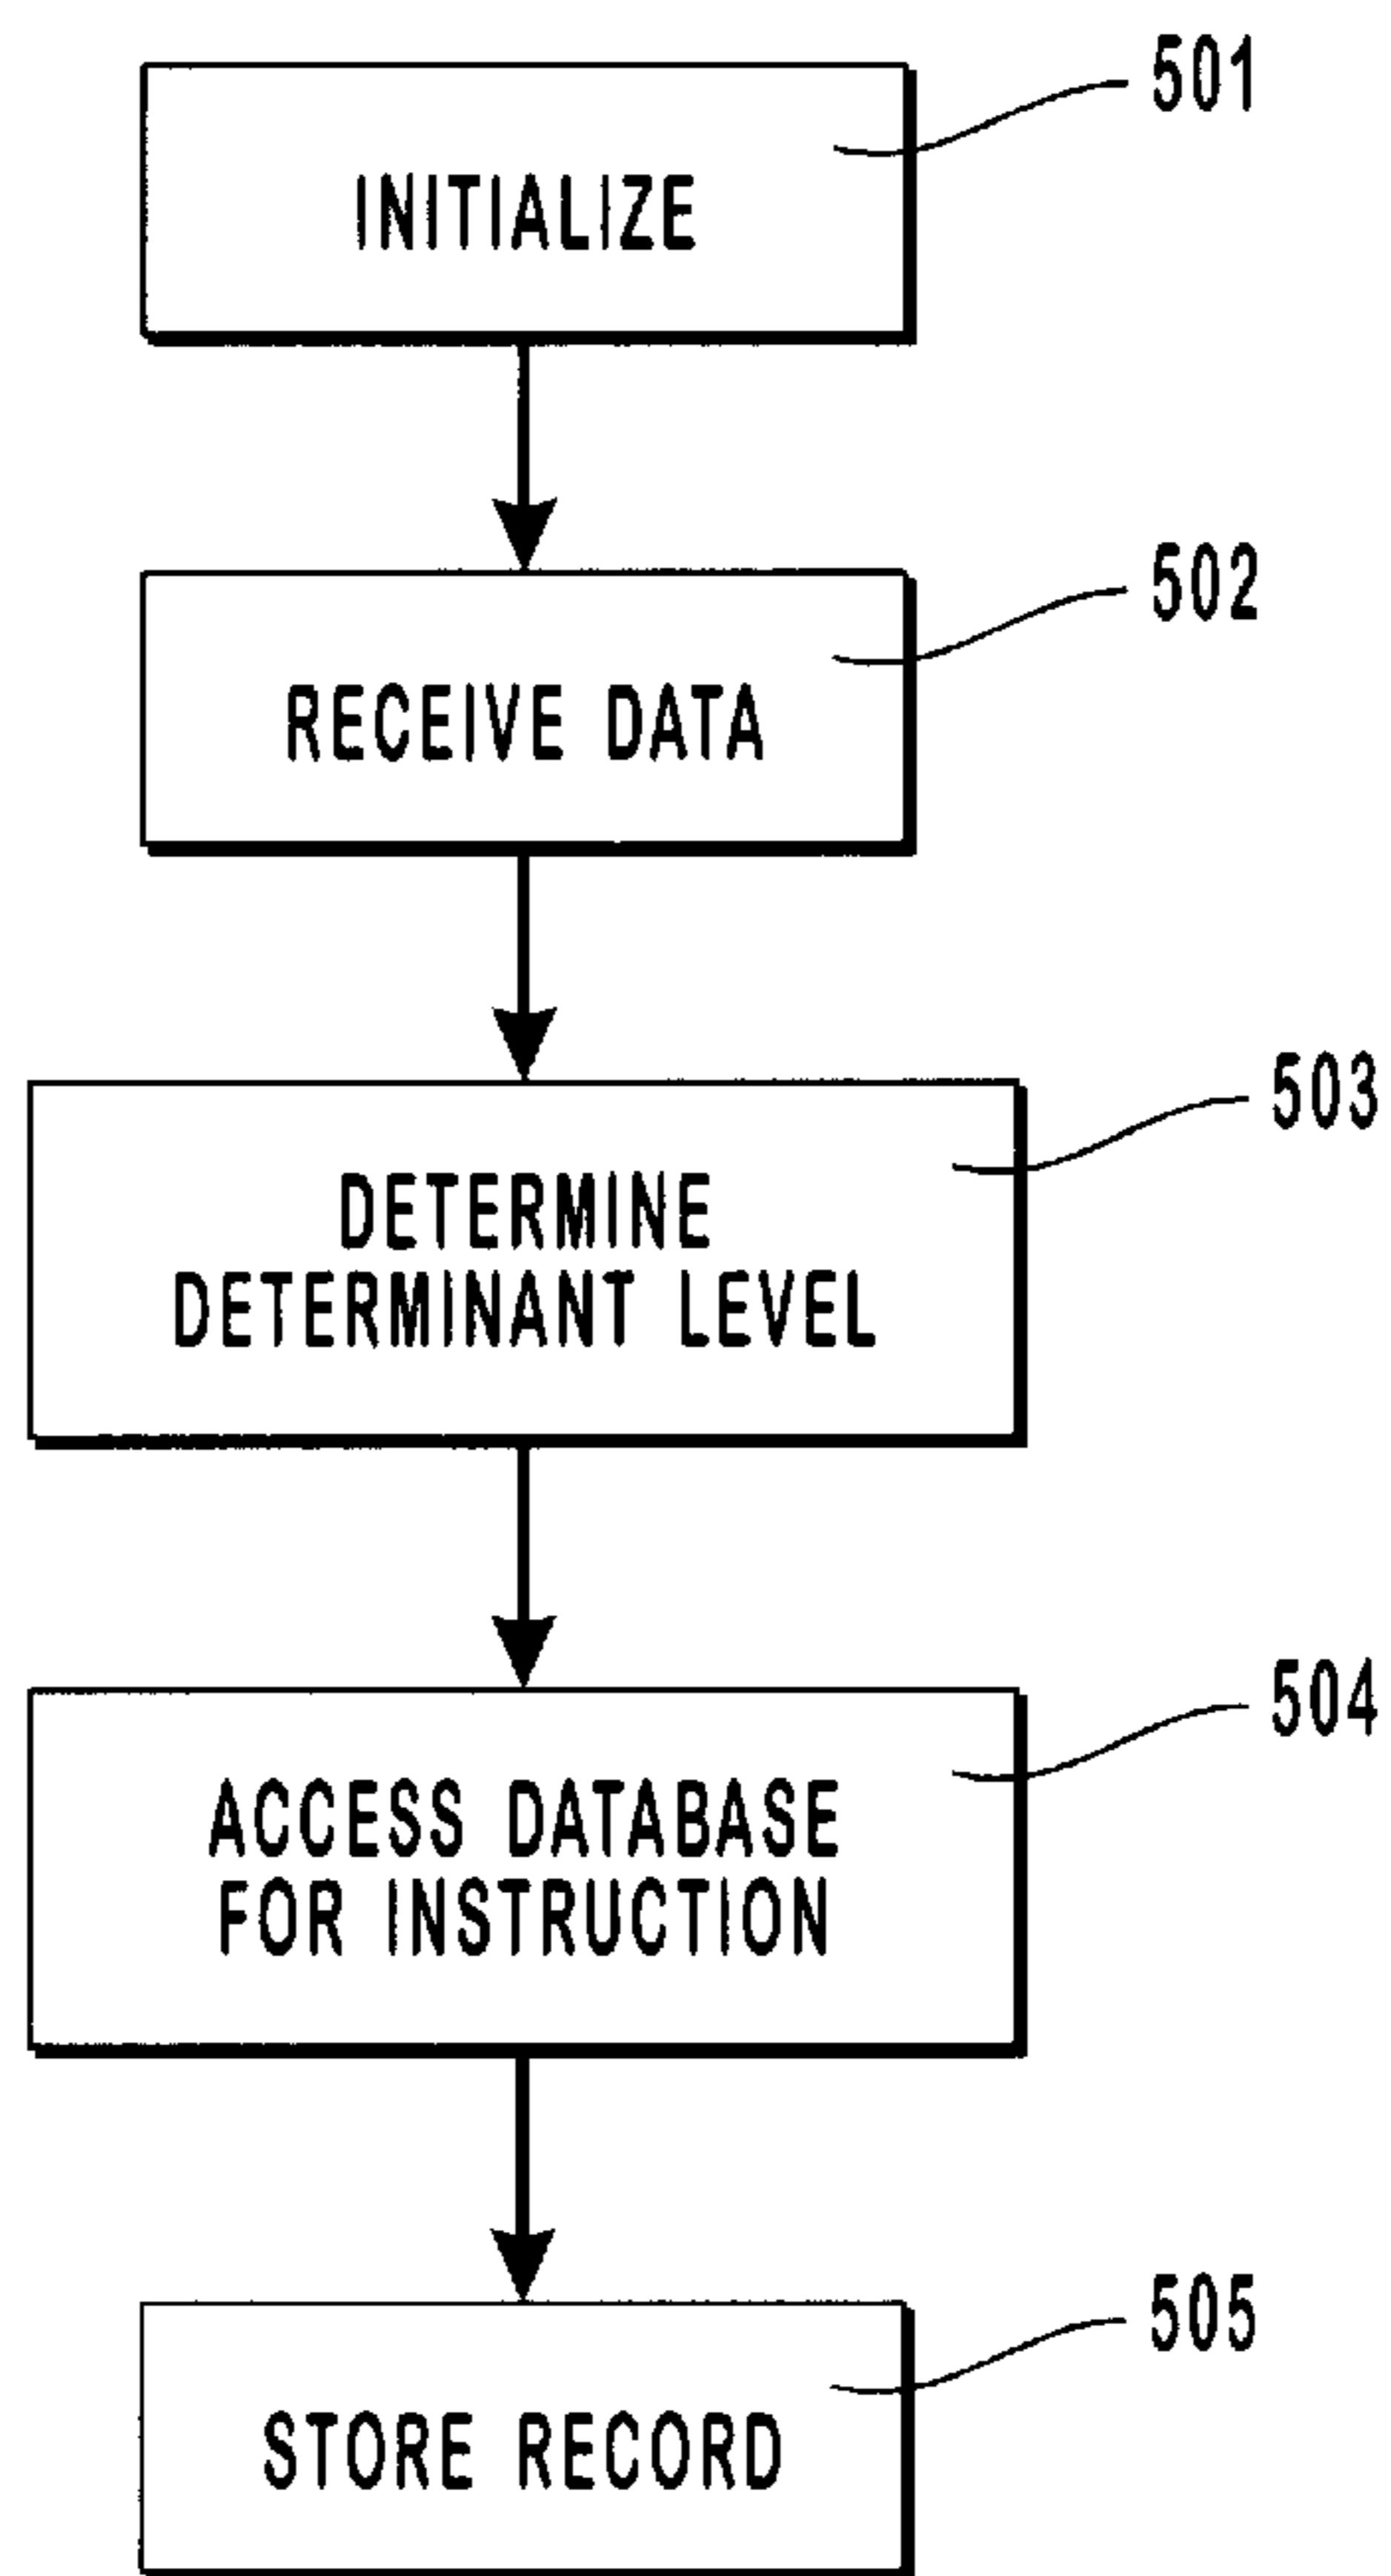 501
INITIALIZE
502
RECEIVE DATA
503
DETERMINE
DETERMINANT LEVEL
504
ACCESS DATABASE
FOR INSTRUCTION
505
STORE RECORD